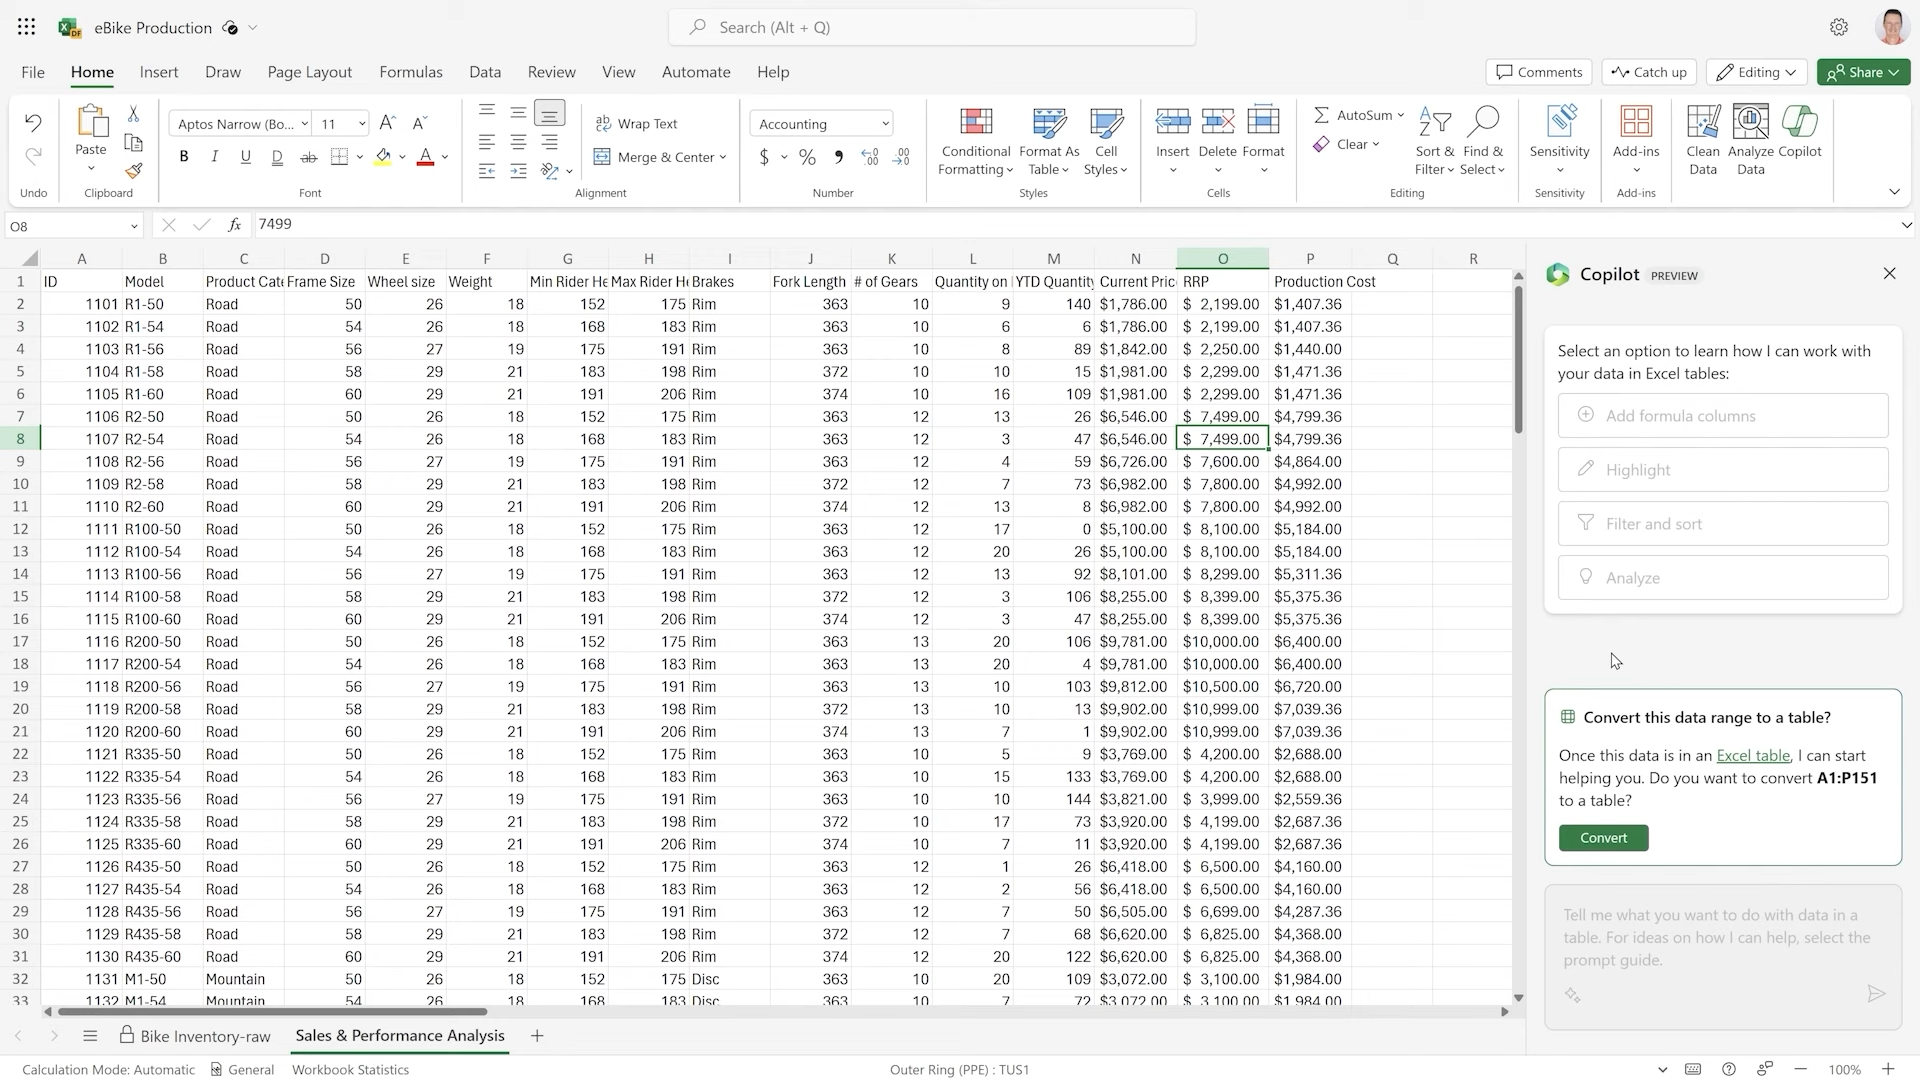 eBike Production
Search (Alt + Q)
File Home Insert Draw Page Layout Formulas Data Review View Automate Help
Comments Catch up Editing Share
Paste
Clipboard
Undo
Aptos Narrow (Bo... 11
Font
Wrap Text
Merge & Center
Alignment
Accounting
Number
Conditional Formatting
Format As Table
Cell Styles
Styles
Insert Delete Format
Cells
AutoSum
Clear
Sort & Filter
Find & Select
Editing
Sensitivity
Sensitivity
Add-ins
Add-ins
Clean Data
Analyze Data
Copilot
O8 fx 7499
A B C D E F G H I J K L M N O P Q R
1 ID Model Product Cate Frame Size Wheel size Weight Min Rider He Max Rider He Brakes Fork Length # of Gears Quantity on YTD Quantity Current Pric RRP Production Cost
2 1101 R1-50 Road 50 26 18 152 175 Rim 363 10 9 140 $1,786.00 $ 2,199.00 $1,407.36
3 1102 R1-54 Road 54 26 18 168 183 Rim 363 10 6 6 $1,786.00 $ 2,199.00 $1,407.36
4 1103 R1-56 Road 56 27 19 175 191 Rim 363 10 8 89 $1,842.00 $ 2,250.00 $1,440.00
5 1104 R1-58 Road 58 29 21 183 198 Rim 372 10 10 15 $1,981.00 $ 2,299.00 $1,471.36
6 1105 R1-60 Road 60 29 21 191 206 Rim 374 10 16 109 $1,981.00 $ 2,299.00 $1,471.36
7 1106 R2-50 Road 50 26 18 152 175 Rim 363 12 13 26 $6,546.00 $ 7,499.00 $4,799.36
8 1107 R2-54 Road 54 26 18 168 183 Rim 363 12 3 47 $6,546.00 $ 7,499.00 $4,799.36
9 1108 R2-56 Road 56 27 19 175 191 Rim 363 12 4 59 $6,726.00 $ 7,600.00 $4,864.00
10 1109 R2-58 Road 58 29 21 183 198 Rim 372 12 7 73 $6,982.00 $ 7,800.00 $4,992.00
11 1110 R2-60 Road 60 29 21 191 206 Rim 374 12 13 8 $6,982.00 $ 7,800.00 $4,992.00
12 1111 R100-50 Road 50 26 18 152 175 Rim 363 12 17 0 $5,100.00 $ 8,100.00 $5,184.00
13 1112 R100-54 Road 54 26 18 168 183 Rim 363 12 20 26 $5,100.00 $ 8,100.00 $5,184.00
14 1113 R100-56 Road 56 27 19 175 191 Rim 363 12 13 92 $8,101.00 $ 8,299.00 $5,311.36
15 1114 R100-58 Road 58 29 21 183 198 Rim 372 12 3 106 $8,255.00 $ 8,399.00 $5,375.36
16 1115 R100-60 Road 60 29 21 191 206 Rim 374 12 3 47 $8,255.00 $ 8,399.00 $5,375.36
17 1116 R200-50 Road 50 26 18 152 175 Rim 363 13 20 106 $9,781.00 $10,000.00 $6,400.00
18 1117 R200-54 Road 54 26 18 168 183 Rim 363 13 20 4 $9,781.00 $10,000.00 $6,400.00
19 1118 R200-56 Road 56 27 19 175 191 Rim 363 13 10 103 $9,812.00 $10,500.00 $6,720.00
20 1119 R200-58 Road 58 29 21 183 198 Rim 372 13 10 13 $9,902.00 $10,999.00 $7,039.36
21 1120 R200-60 Road 60 29 21 191 206 Rim 374 13 7 1 $9,902.00 $10,999.00 $7,039.36
22 1121 R335-50 Road 50 26 18 152 175 Rim 363 10 5 9 $3,769.00 $ 4,200.00 $2,688.00
23 1122 R335-54 Road 54 26 18 168 183 Rim 363 10 15 133 $3,769.00 $ 4,200.00 $2,688.00
24 1123 R335-56 Road 56 27 19 175 191 Rim 363 10 10 144 $3,821.00 $ 3,999.00 $2,559.36
25 1124 R335-58 Road 58 29 21 183 198 Rim 372 10 17 73 $3,920.00 $ 4,199.00 $2,687.36
26 1125 R335-60 Road 60 29 21 191 206 Rim 374 10 7 11 $3,920.00 $ 4,199.00 $2,687.36
27 1126 R435-50 Road 50 26 18 152 175 Rim 363 12 1 26 $6,418.00 $ 6,500.00 $4,160.00
28 1127 R435-54 Road 54 26 18 168 183 Rim 363 12 2 56 $6,418.00 $ 6,500.00 $4,160.00
29 1128 R435-56 Road 56 27 19 175 191 Rim 363 12 7 50 $6,505.00 $ 6,699.00 $4,287.36
30 1129 R435-58 Road 58 29 21 183 198 Rim 372 12 7 68 $6,620.00 $ 6,825.00 $4,368.00
31 1130 R435-60 Road 60 29 21 191 206 Rim 374 12 20 122 $6,620.00 $ 6,825.00 $4,368.00
32 1131 M1-50 Mountain 50 26 18 152 175 Disc 363 10 20 109 $3,072.00 $ 3,100.00 $1,984.00
33 1132 M1-54 Mountain 54 26 18 168 183 Disc 363 10 7 72 $3,072.00 $ 3,100.00 $1,984.00
Copilot PREVIEW
Select an option to learn how I can work with
your data in Excel tables:
Add formula columns
Highlight
Filter and sort
Analyze
Convert this data range to a table?
Once this data is in an Excel table, I can start
helping you. Do you want to convert A1:P151
to a table?
Convert
Tell me what you want to do with data in a
table. For ideas on how I can help, select the
prompt guide.
Bike Inventory-raw Sales & Performance Analysis
Calculation Mode: Automatic General Workbook Statistics Outer Ring (PPE) : TUS1 100%